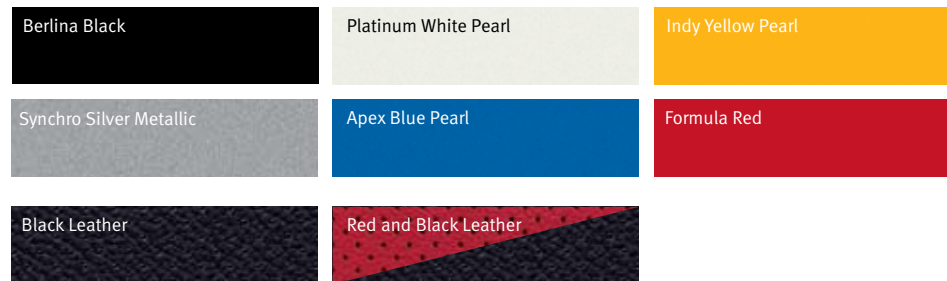 Berlina Black
Platinum White Pearl
Indy Yellow Pearl
Synchro Silver Metallic
Apex Blue Pearl
Formula Red
Black Leather
Red and Black Leather